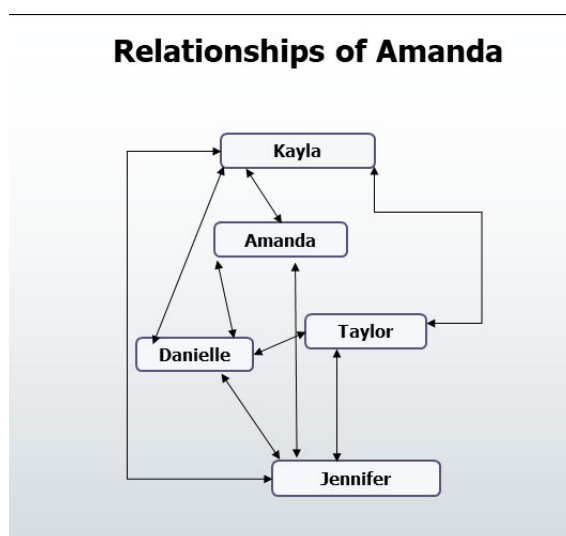 Relationships of Amanda
Kayla
Amanda
Taylor
Danielle
Jennifer